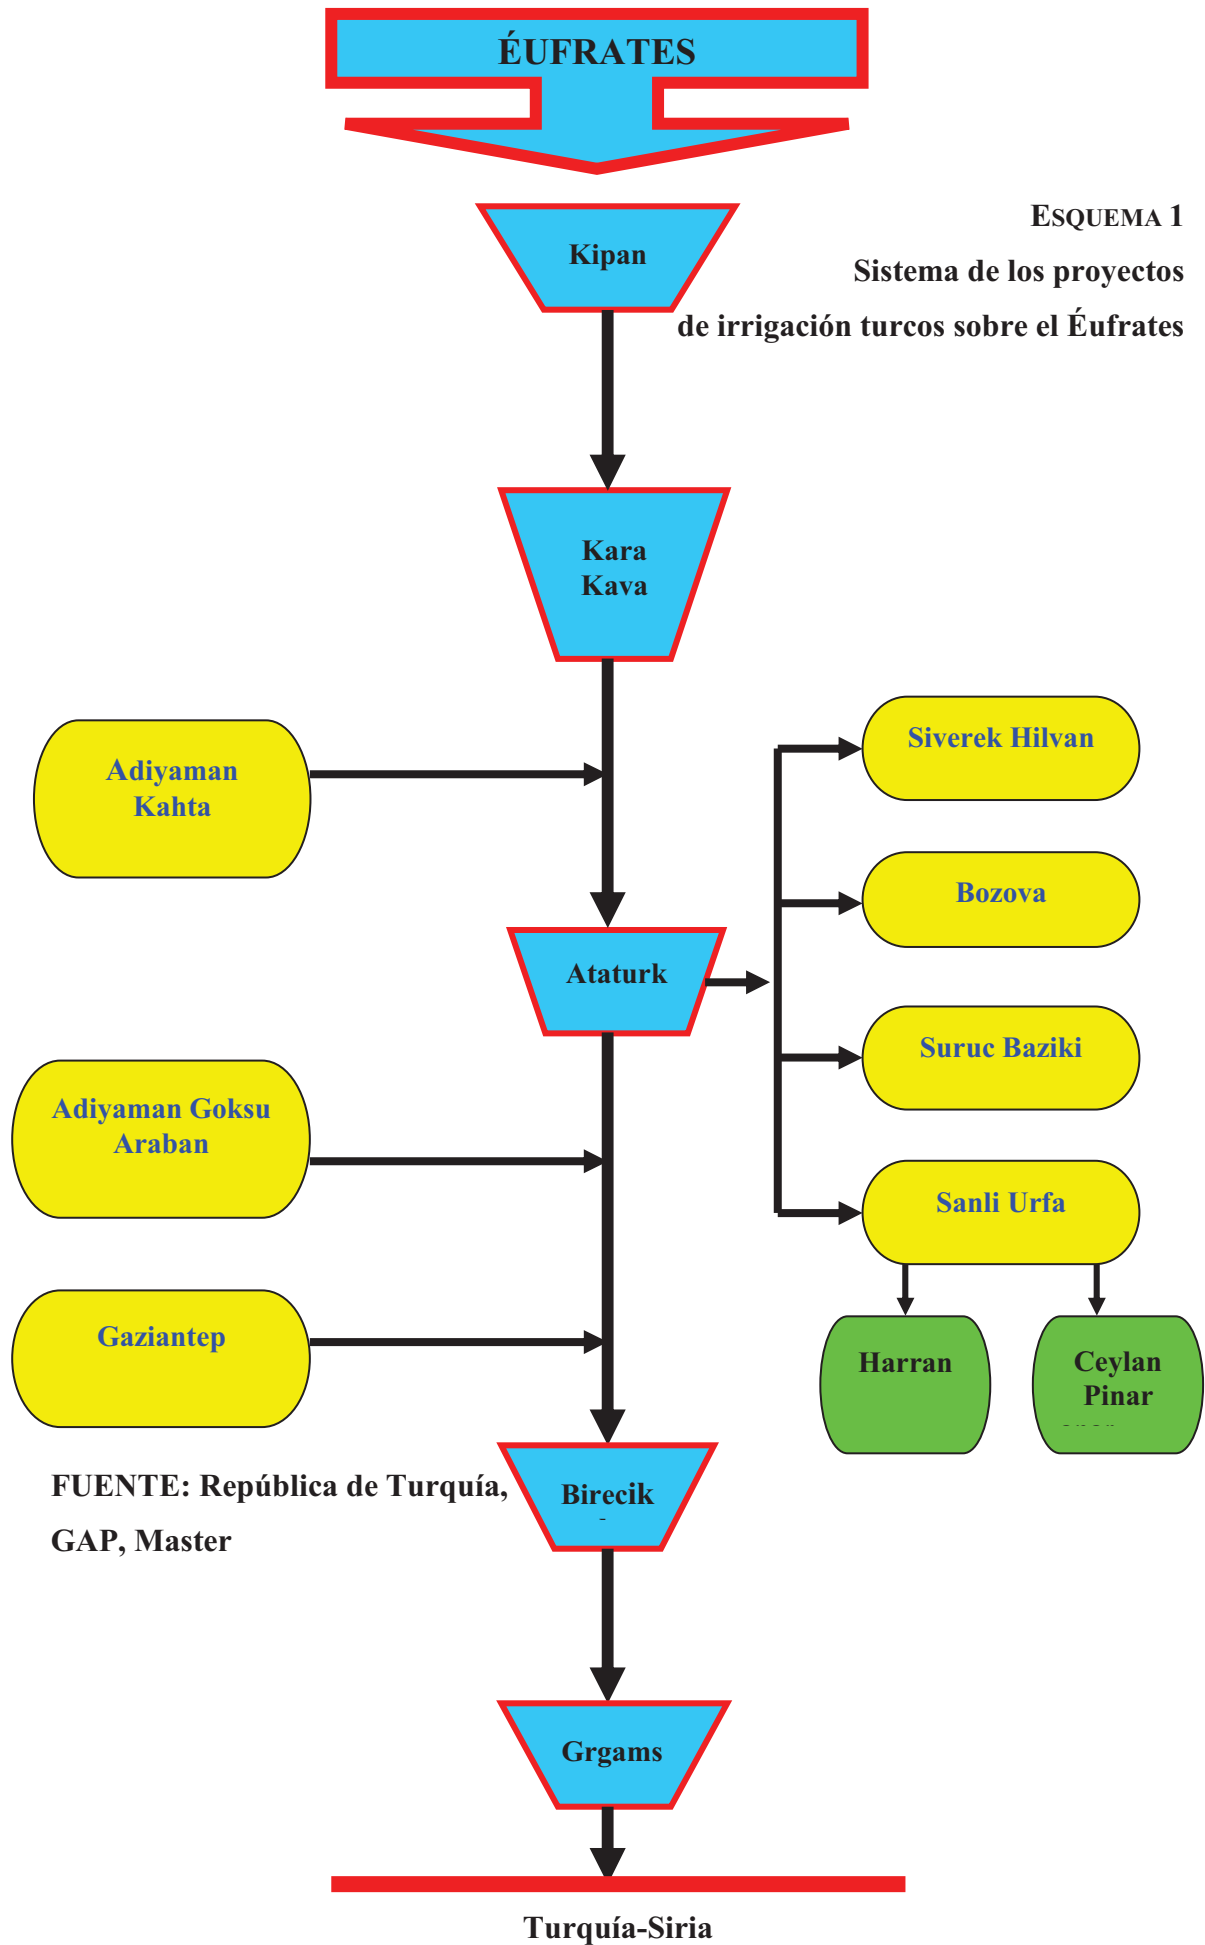 ÉUFRATES
Kipan
ESQUEMA 1
Sistema de los proyectos
de irrigación turcos sobre el Éufrates
Kara
Kava
Adiyaman
Kahta
Siverek Hilvan
Bozova
Ataturk
Suruc Baziki
Adiyaman Goksu
Araban
Sanli Urfa
Gaziantep
Harran
Ceylan
Pinar
Birecik
FUENTE: República de Turquía,
GAP, Master
Grgams
Turquía-Siria